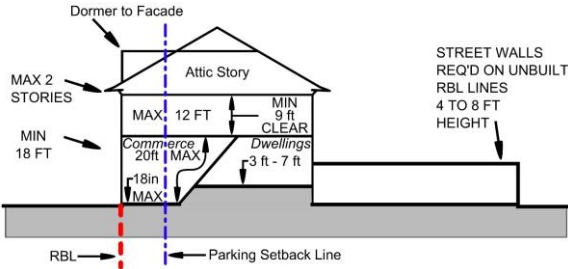 Dormer to Facade
Attic Story
MAX 2
STORIES
MAX 12 FT
MIN
9 ft
CLEAR
STREET WALLS
REQ'D ON UNBUILT
RBL LINES
4 TO 8 FT
HEIGHT
MIN
18 FT
Commerce
20ft MAX
Dwellings
3 ft - 7 ft
18in
MAX
RBL
Parking Setback Line